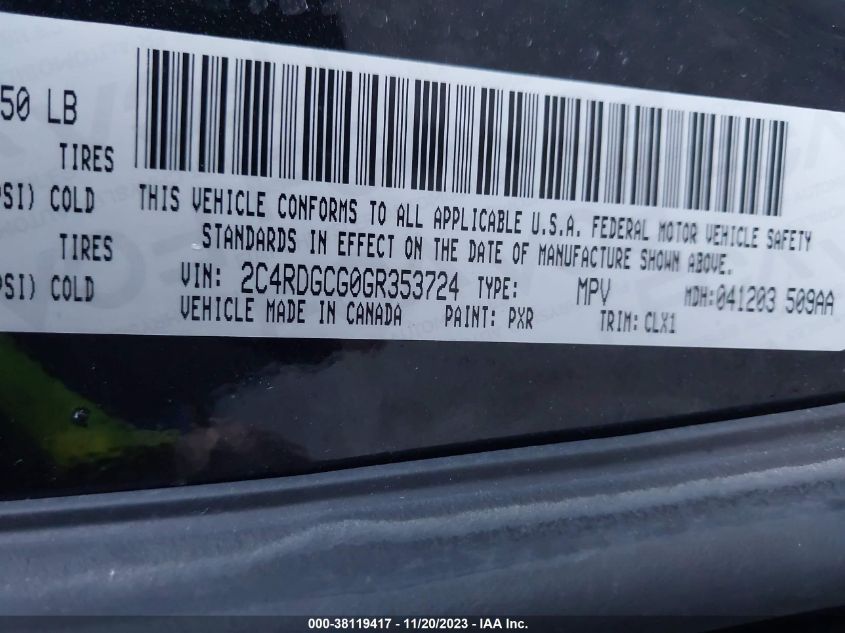 50 LB
TIRES
PSI) COLD
TIRES
PSI) COLD
THIS VEHICLE CONFORMS TO ALL APPLICABLE U.S.A. FEDERAL MOTOR VEHICLE SAFETY
STANDARDS IN EFFECT ON THE DATE OF MANUFACTURE SHOWN ABOVE.
VIN: 2C4RDGCG0GR353724 TYPE: MPV MDH:041203 509AA
VEHICLE MADE IN CANADA PAINT: PXR TRIM: CLX1
000-38119417 - 11/20/2023 - IAA Inc.